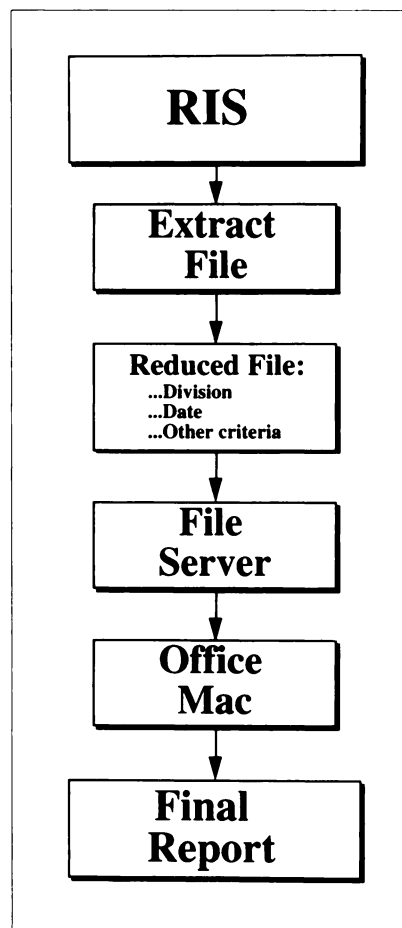 RIS
Extract
File
Reduced File:
...Division
...Date
...Other criteria
File
Server
Office
Mac
Final
Report